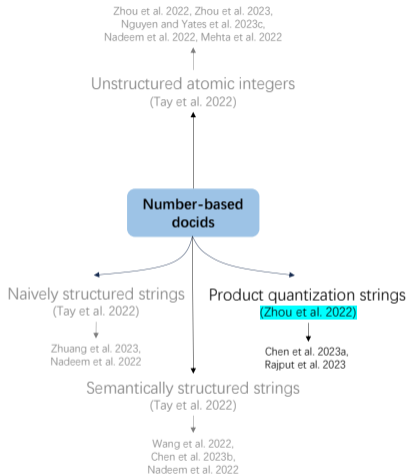 Zhou et al. 2022, Zhou et al. 2023,
Nguyen and Yates et al. 2023c,
Nadeem et al. 2022, Mehta et al. 2022
Unstructured atomic integers
(Tay et al. 2022)
Number-based
docids
Naively structured strings
(Tay et al. 2022)
Zhuang et al. 2023,
Nadeem et al. 2022
Product quantization strings
(Zhou et al. 2022)
Chen et al. 2023a,
Rajput et al. 2023
Semantically structured strings
(Tay et al. 2022)
Wang et al. 2022,
Chen et al. 2023b,
Nadeem et al. 2022